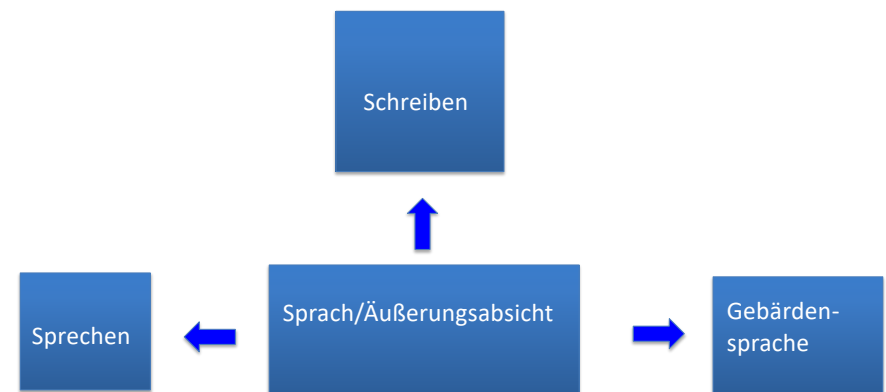 Schreiben
Sprechen
Sprach/Äußerungsabsicht
Gebärden-
sprache